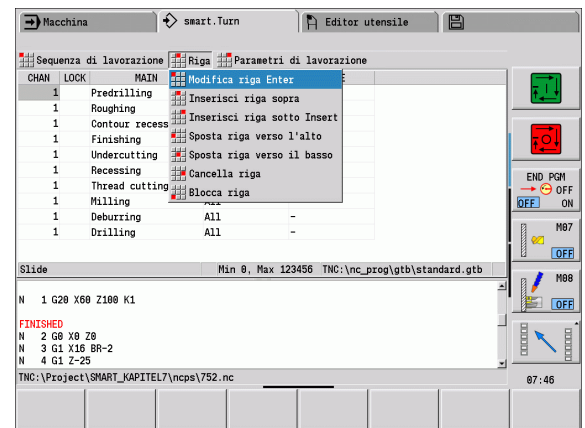 Macchina
smart.Turn
Editor utensile
Sequenza di lavorazione Riga Parametri di lavorazione
CHAN LOCK MAIN
1 Predrilling
1 Roughing
1 Contour recess
1 Finishing
1 Undercutting
1 Recessing
1 Thread cutting
1 Milling All
1 Deburring All -
1 Drilling All -
Modifica riga Enter
Inserisci riga sopra
Inserisci riga sotto Insert
Sposta riga verso l'alto
Sposta riga verso il basso
Cancella riga
Blocca riga
Slide Min 0, Max 123456 TNC:\nc_prog\gtb\standard.gtb
N 1 G20 X60 Z100 K1
FINISHED
N 2 G0 X0 Z0
N 3 G1 X16 BR-2
N 4 G1 Z-25
TNC:\Project\SMART_KAPITEL7\ncps\752.nc
END PGM
OFF
OFF ON
M07
OFF
M08
OFF
07:46